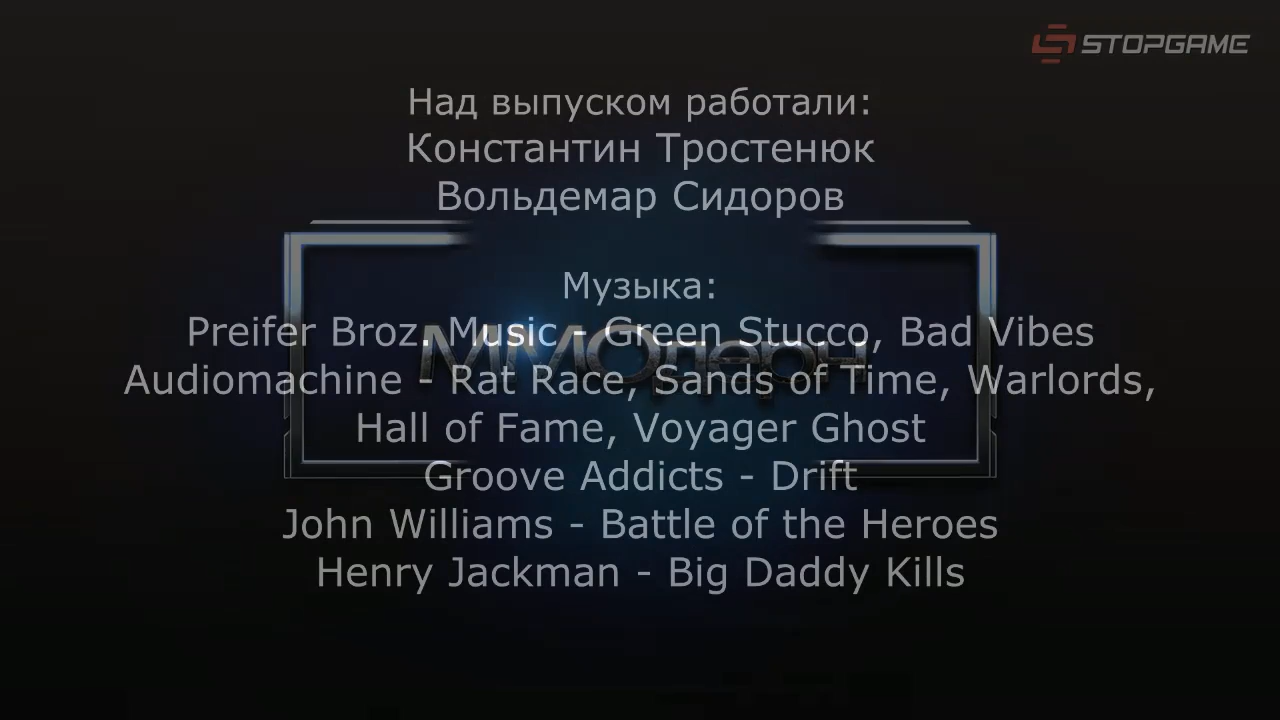 STOPGAME
Над выпуском работали:
Константин Тростенюк
Вольдемар Сидоров
Музыка:
Preifer Broz. Music - Green Stucco, Bad Vibes
ММОперн
Audiomachine - Rat Race, Sands of Time, Warlords,
Hall of Fame, Voyager Ghost
Groove Addicts - Drift
John Williams - Battle of the Heroes
Henry Jackman - Big Daddy Kills